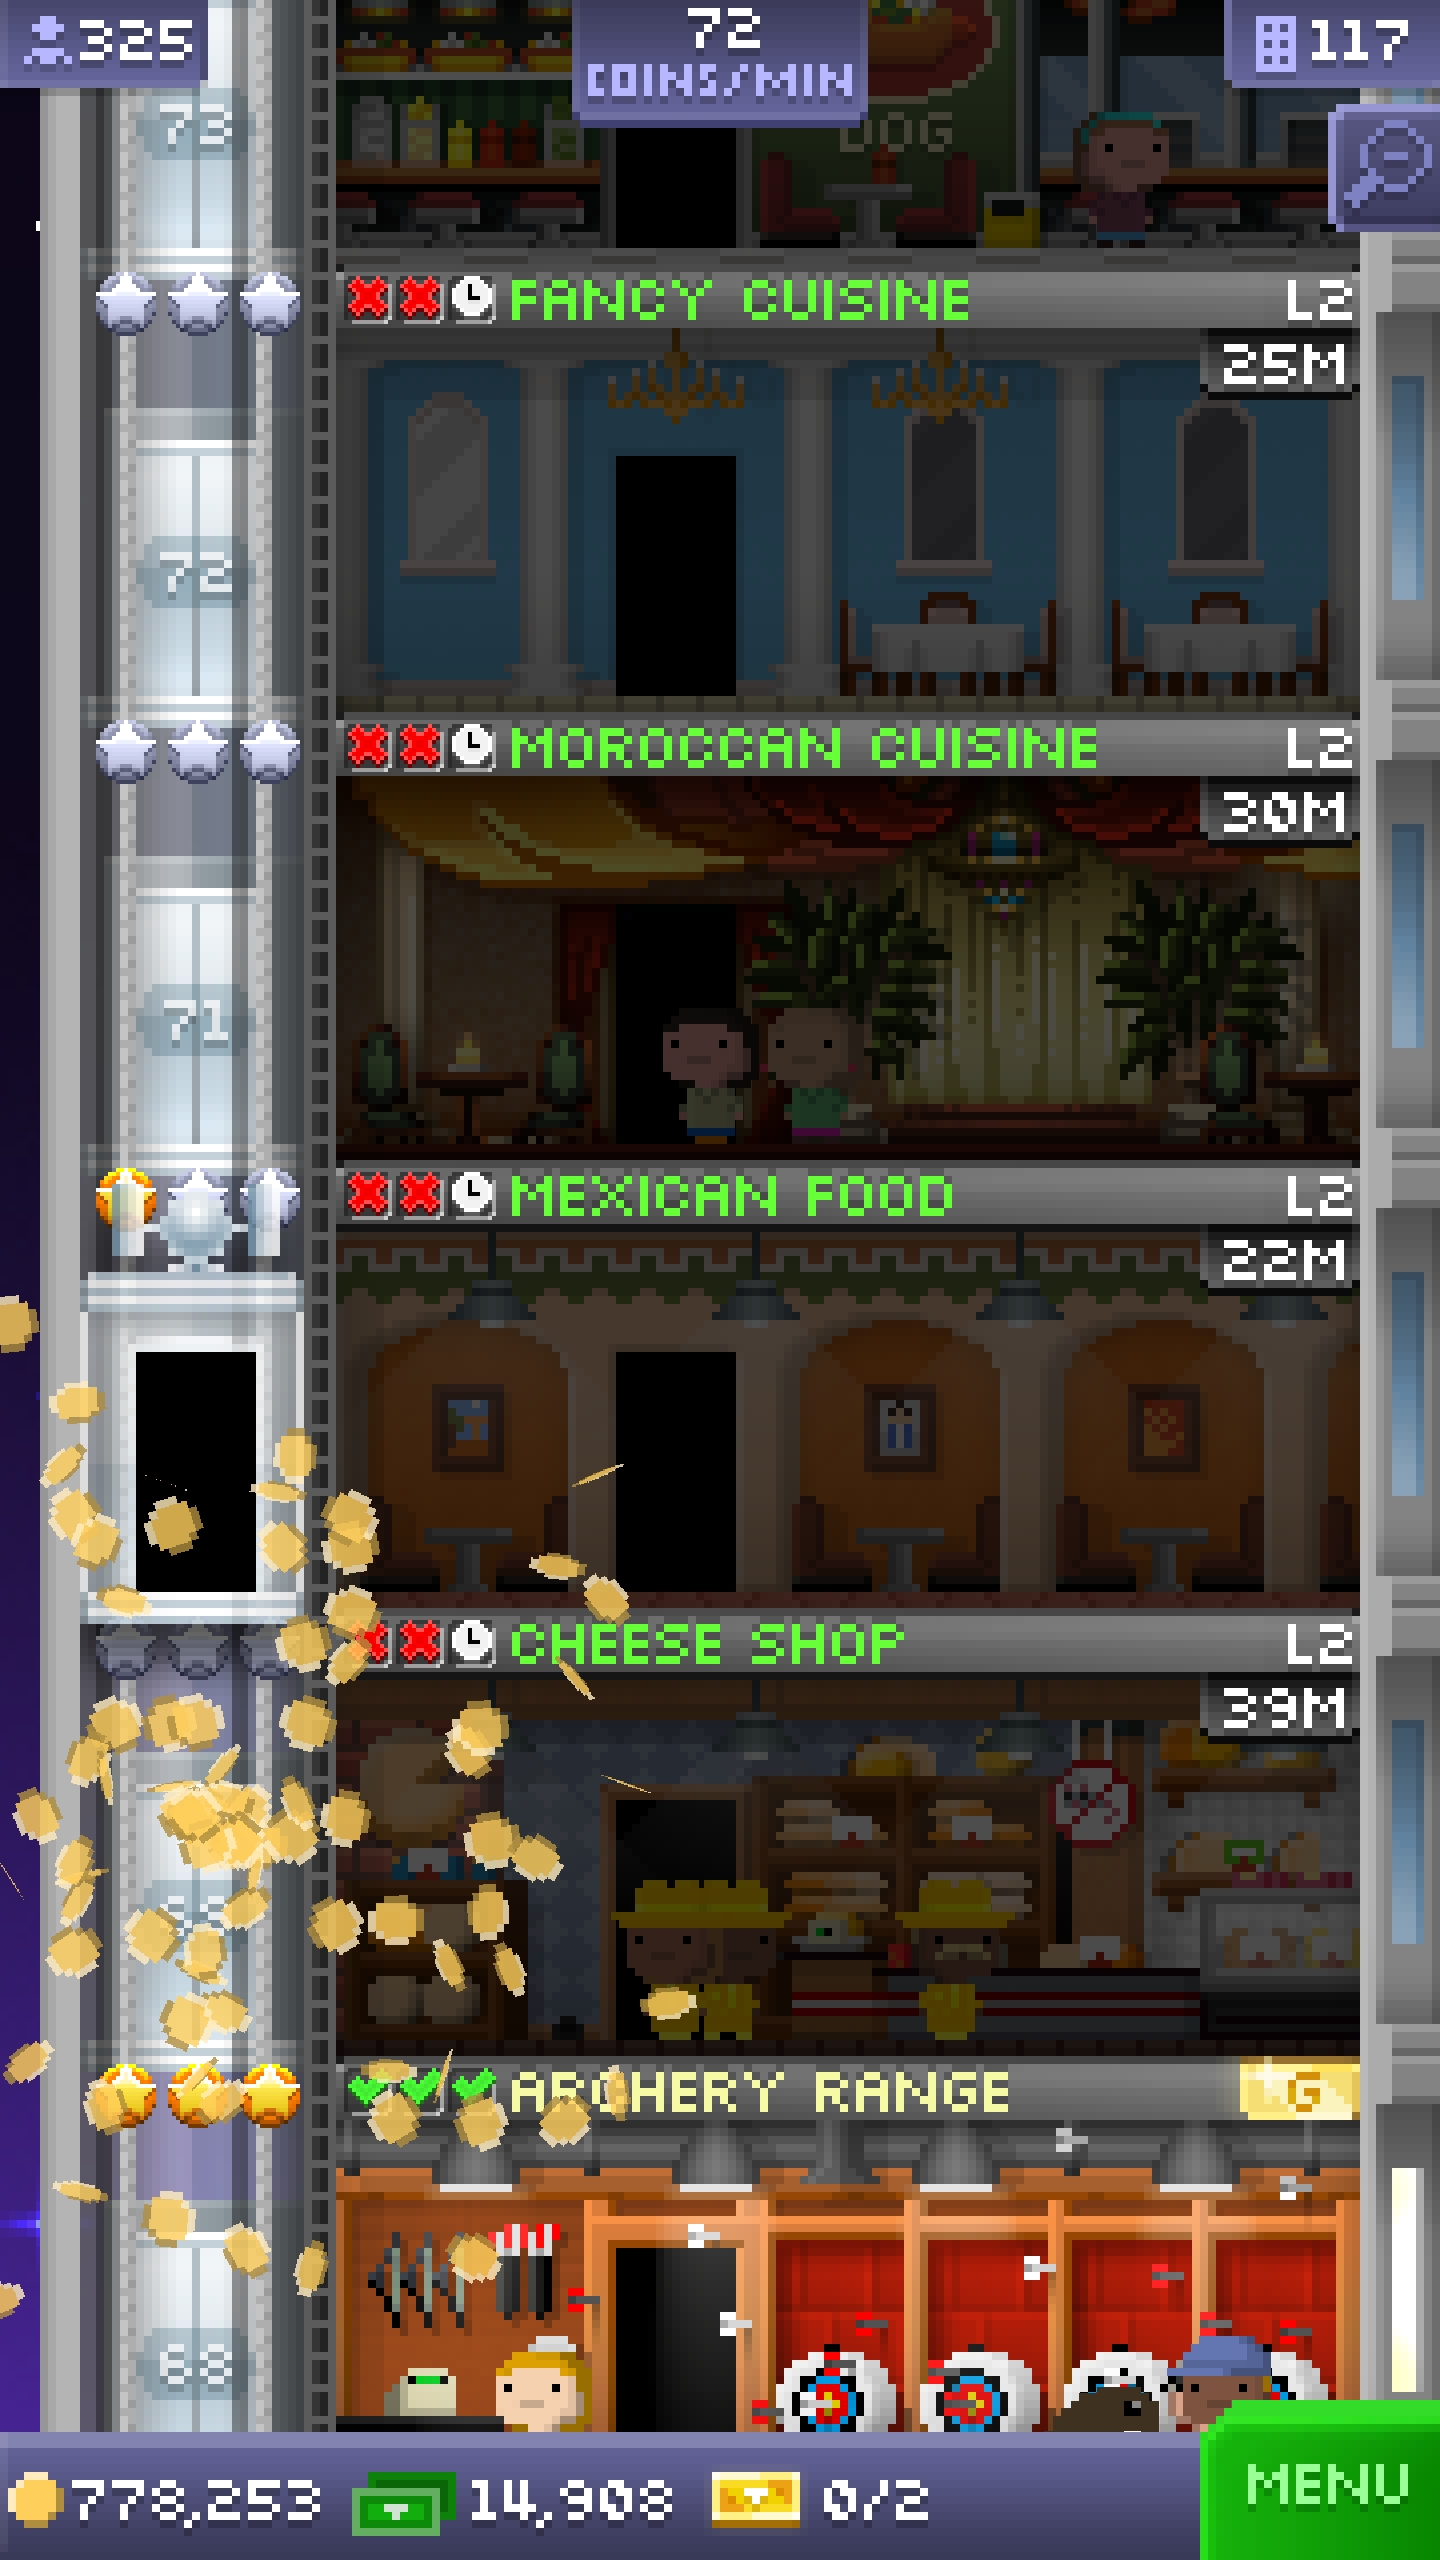 325
72
COINS/MIN
117
73
DOG
FANCY CUISINE
L2
25M
72
MOROCCAN CUISINE
L2
30M
71
MEXICAN FOOD
L2
22M
CHEESE SHOP
L2
39M
ARCHERY RANGE
G
68
778,253
14,908
0/2
MENU